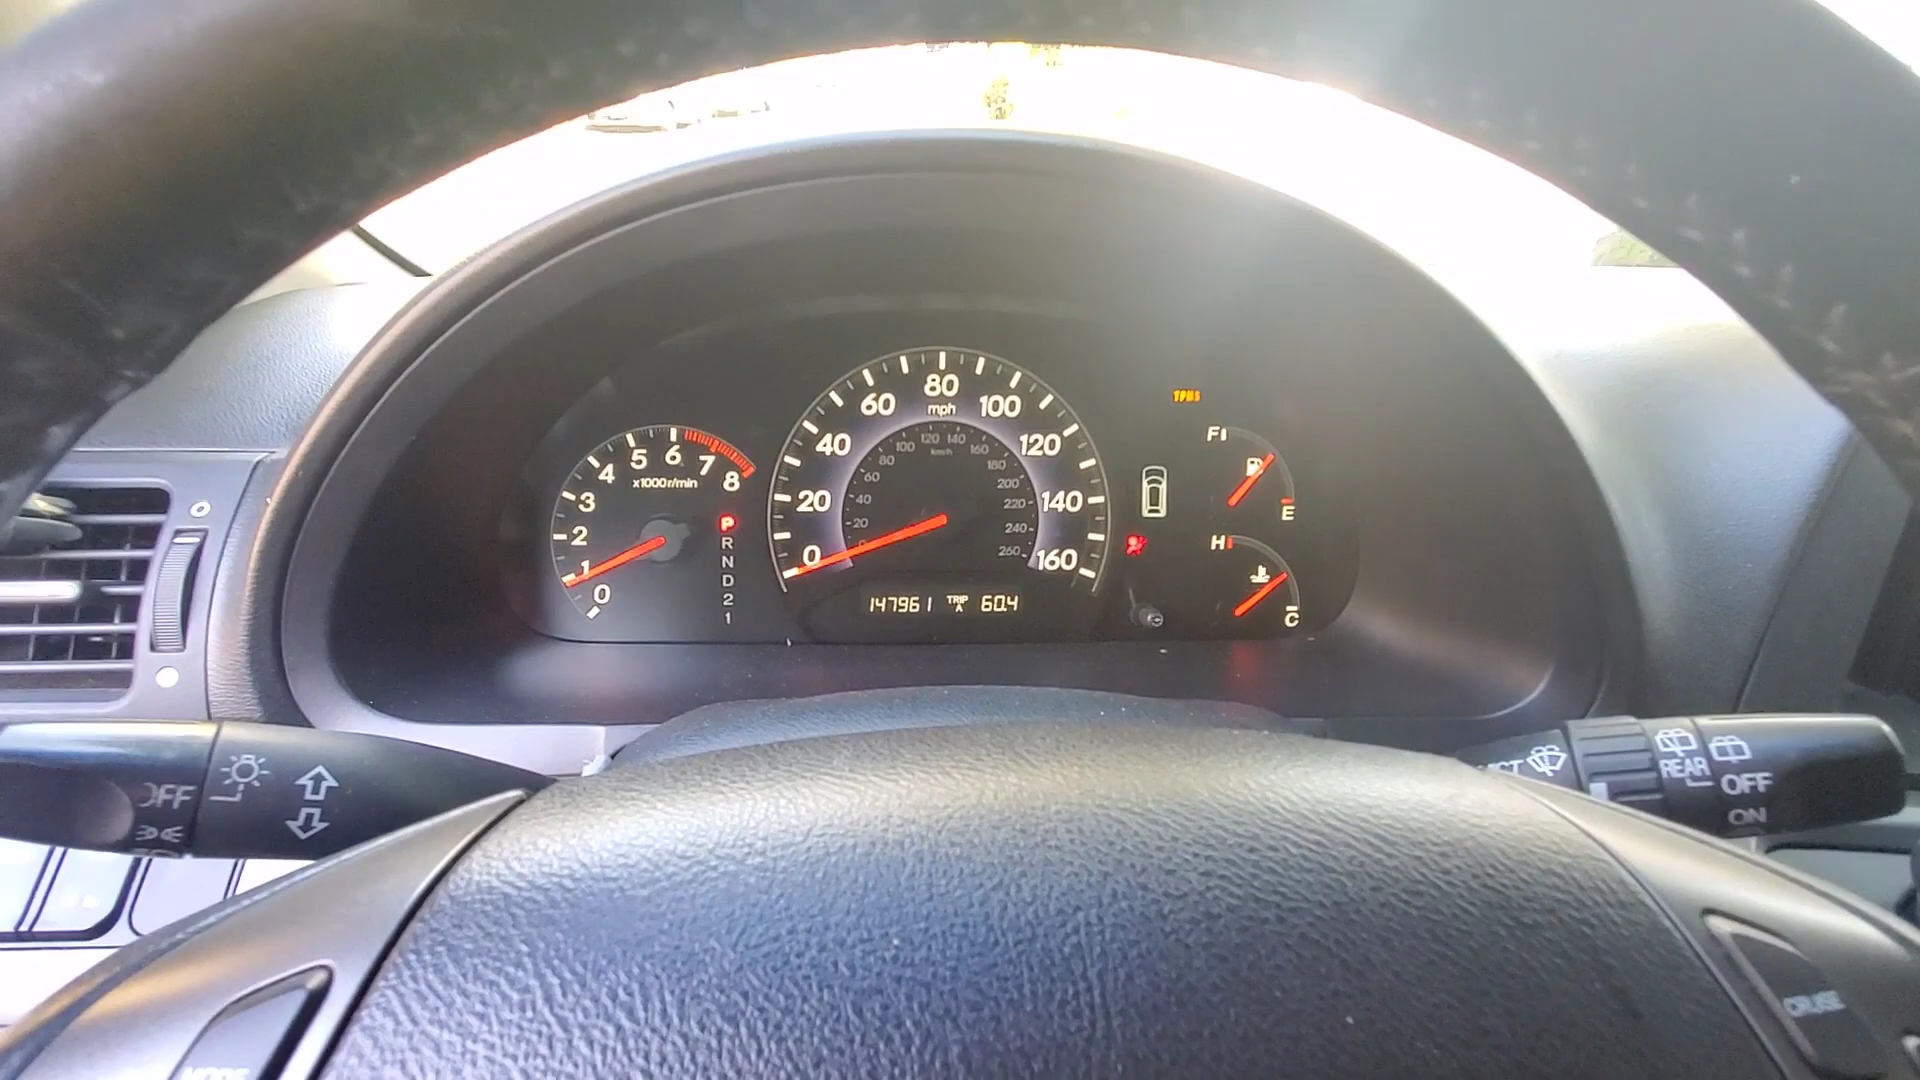 80
60 mph 100
120 140
100 km/h 160
40 80 180 120
60 200
20 40 220 140
20 240
0 260 160
147961 TRIP A 60.4
6
5 7
4 x1000r/min 8
3
2
1
0
P
R
N
D
2
1
TPMS
F
E
H
C
OFF
REAR
OFF
ON
MODE
CRUISE